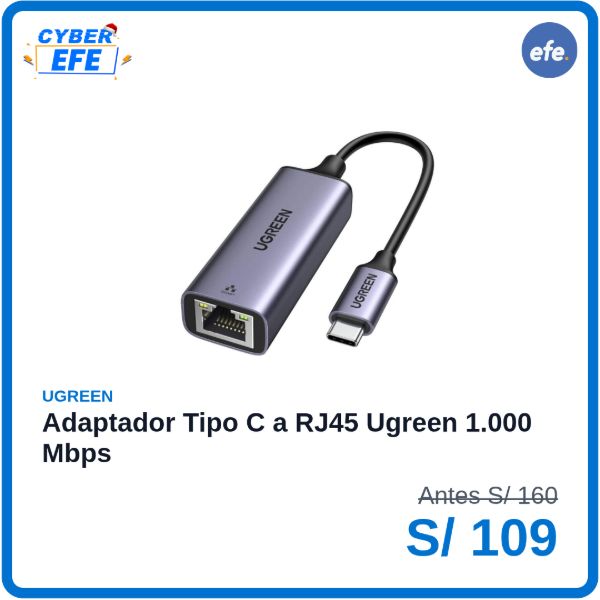 CYBER
EFE
efe.
UGREEN
UGREEN
UGREEN
Adaptador Tipo C a RJ45 Ugreen 1.000
Mbps
Antes S/ 160
S/ 109